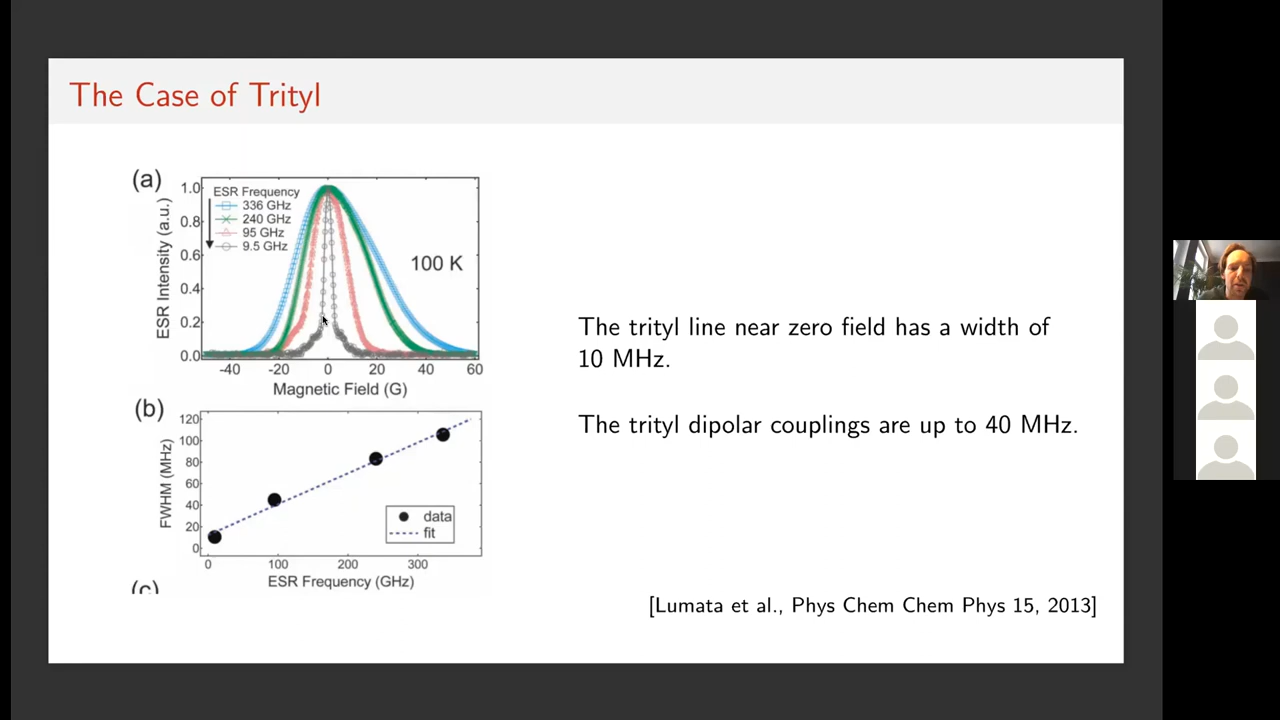 The Case of Trityl
(a)
ESR Intensity (a.u.)
1.0
0.8
0.6
0.4
0.2
0.0
ESR Frequency
336 GHz
240 GHz
95 GHz
9.5 GHz
100 K
-40 -20 0 20 40 60
Magnetic Field (G)
(b)
FWHM (MHz)
120
100
80
60
40
20
0
data
fit
0 100 200 300
ESR Frequency (GHz)
(c)
The trityl line near zero field has a width of
10 MHz.
The trityl dipolar couplings are up to 40 MHz.
[Lumata et al., Phys Chem Chem Phys 15, 2013]